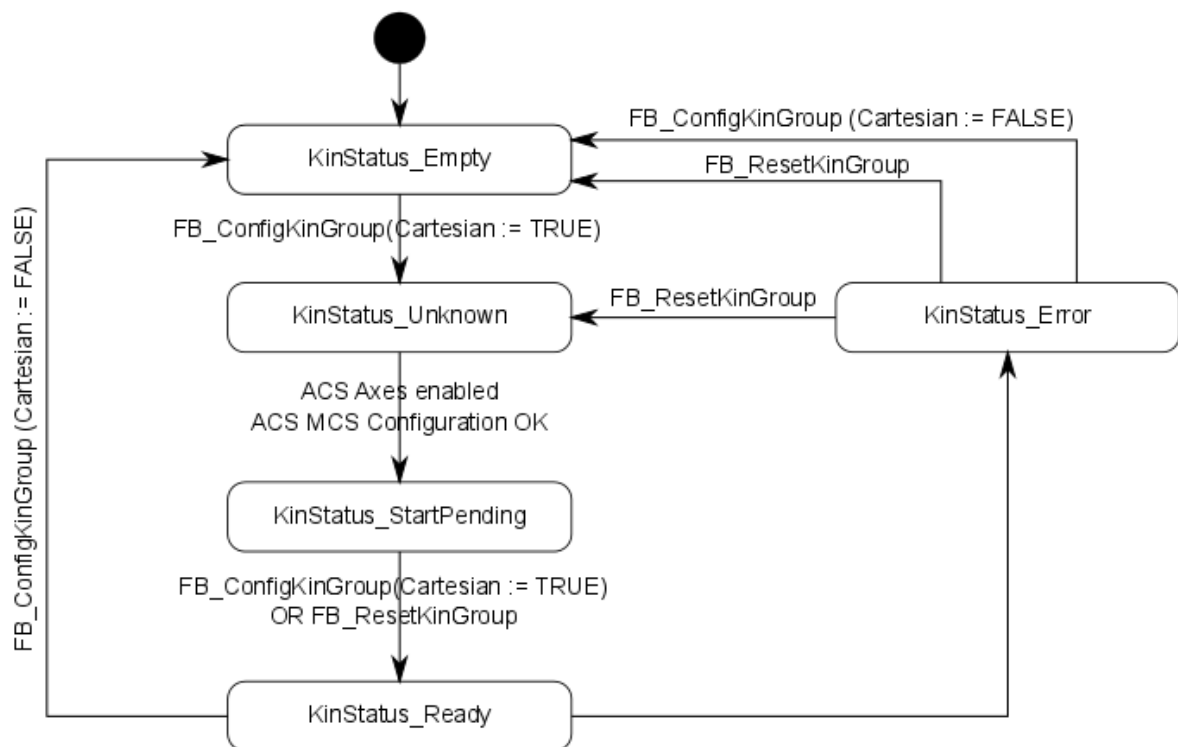 FB_ConfigKinGroup (Cartesian := FALSE)
KinStatus_Empty
FB_ResetKinGroup
FB_ConfigKinGroup(Cartesian := TRUE)
FB_ConfigKinGroup (Cartesian := FALSE)
KinStatus_Unknown
FB_ResetKinGroup
KinStatus_Error
ACS Axes enabled
ACS MCS Configuration OK
KinStatus_StartPending
FB_ConfigKinGroup(Cartesian := TRUE)
OR FB_ResetKinGroup
KinStatus_Ready